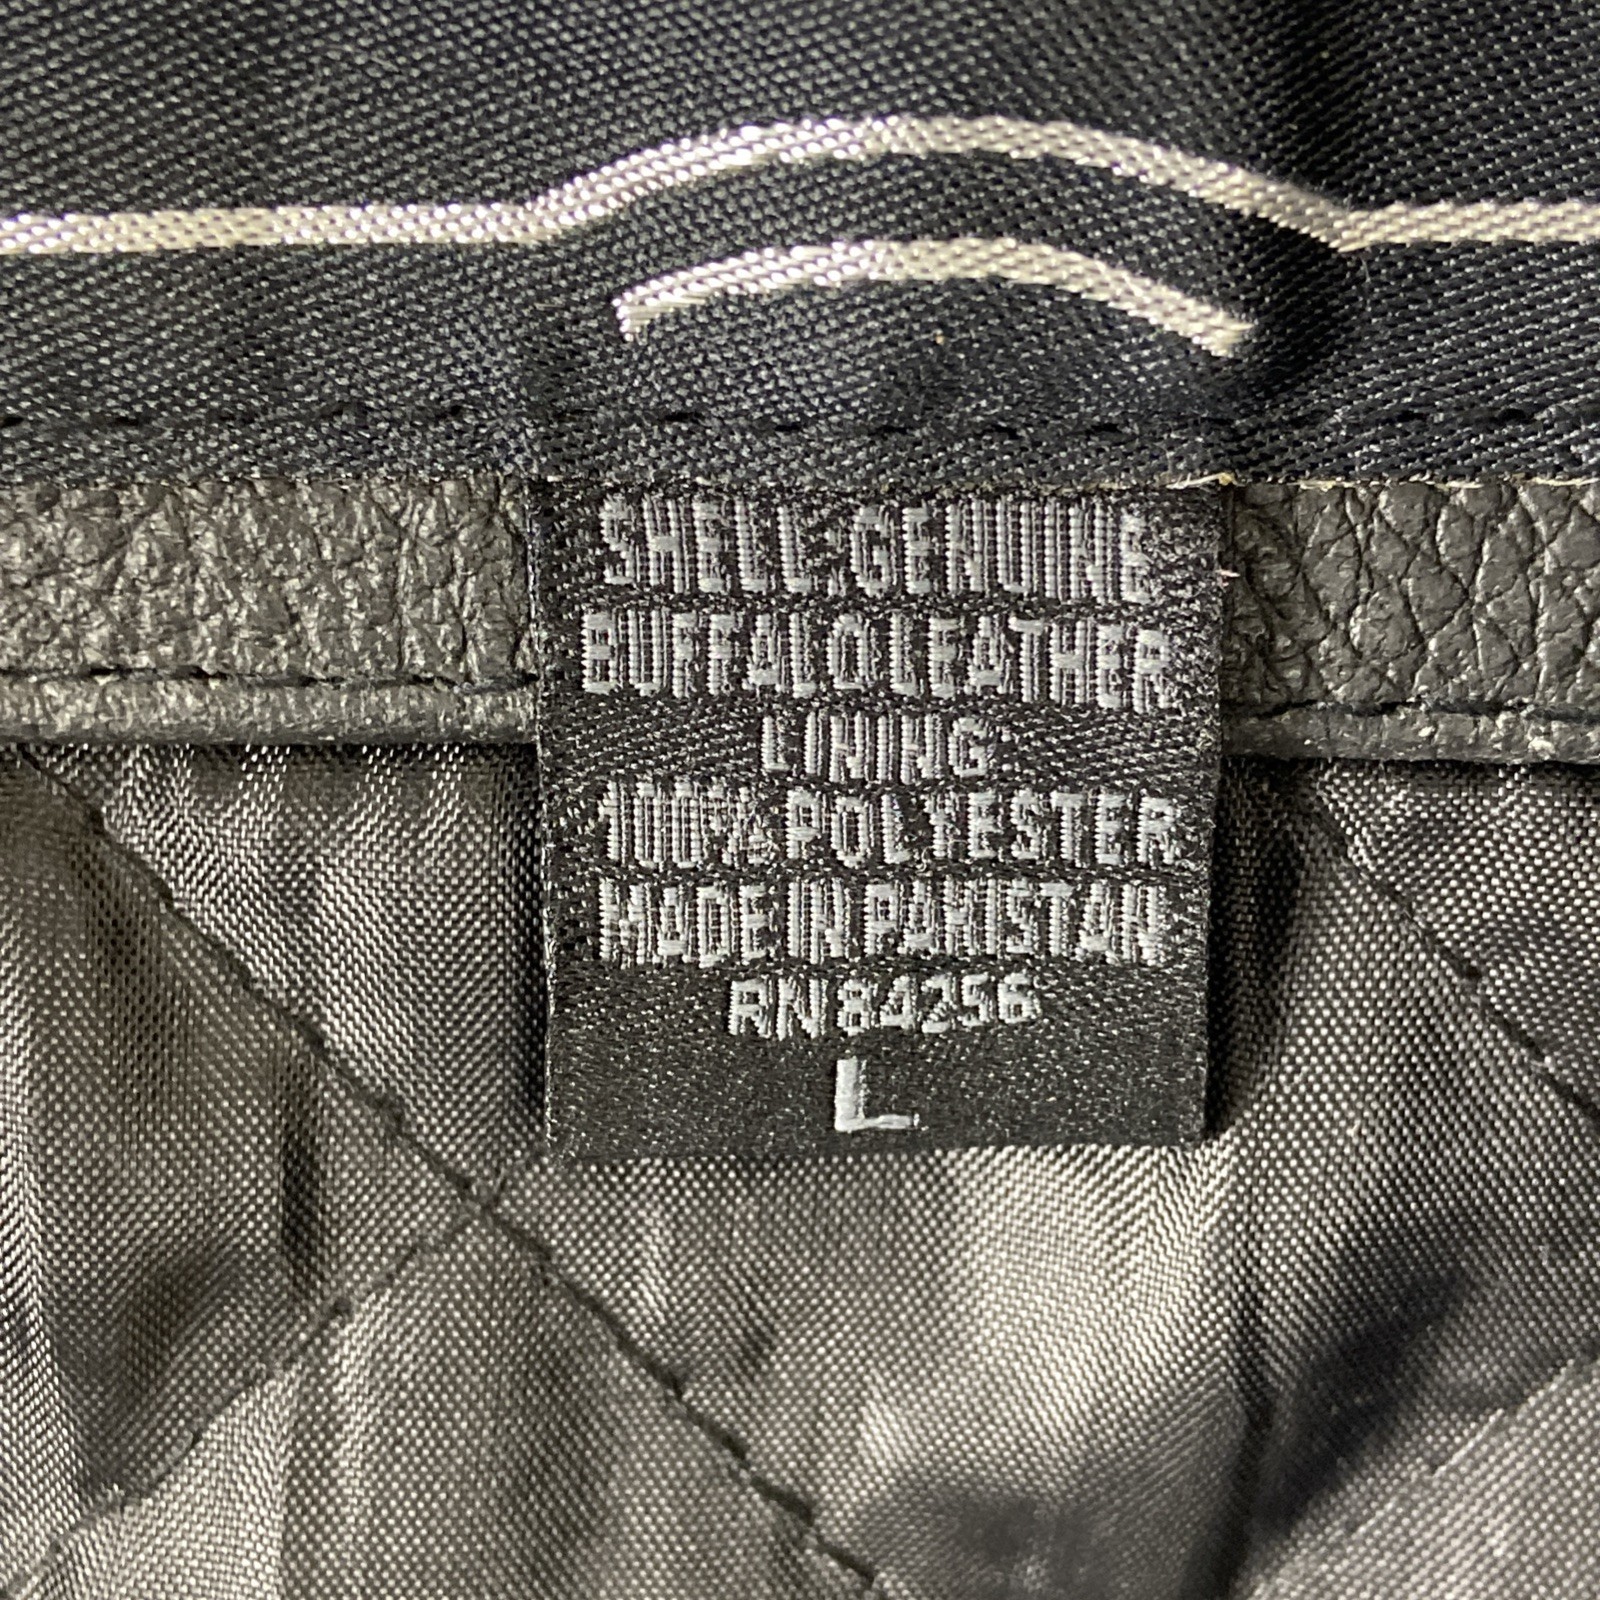 SHELL:GENUINE
BUFFALO LEATHER
LINING
100% POLYESTER
MADE IN PAKISTAN
RN 84256
L